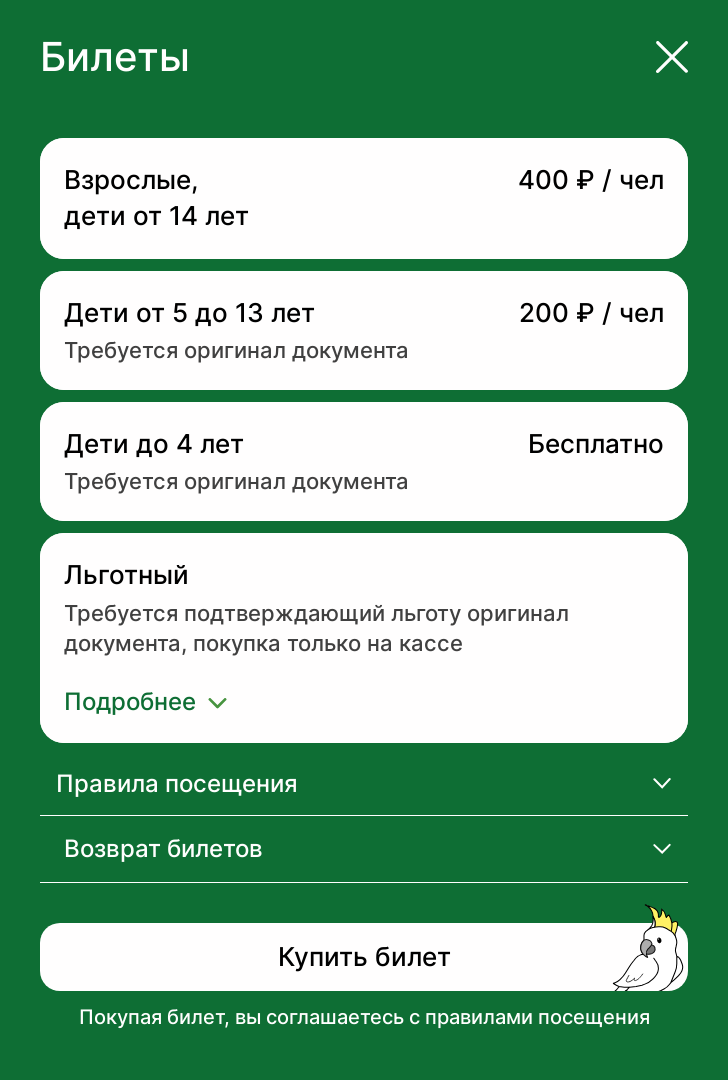 Билеты
Взрослые,
дети от 14 лет
400 ₽ / чел
Дети от 5 до 13 лет
200 ₽ / чел
Требуется оригинал документа
Дети до 4 лет
Бесплатно
Требуется оригинал документа
Льготный
Требуется подтверждающий льготу оригинал
документа, покупка только на кассе
Подробнее
Правила посещения
Возврат билетов
Купить билет
Покупая билет, вы соглашаетесь с правилами посещения